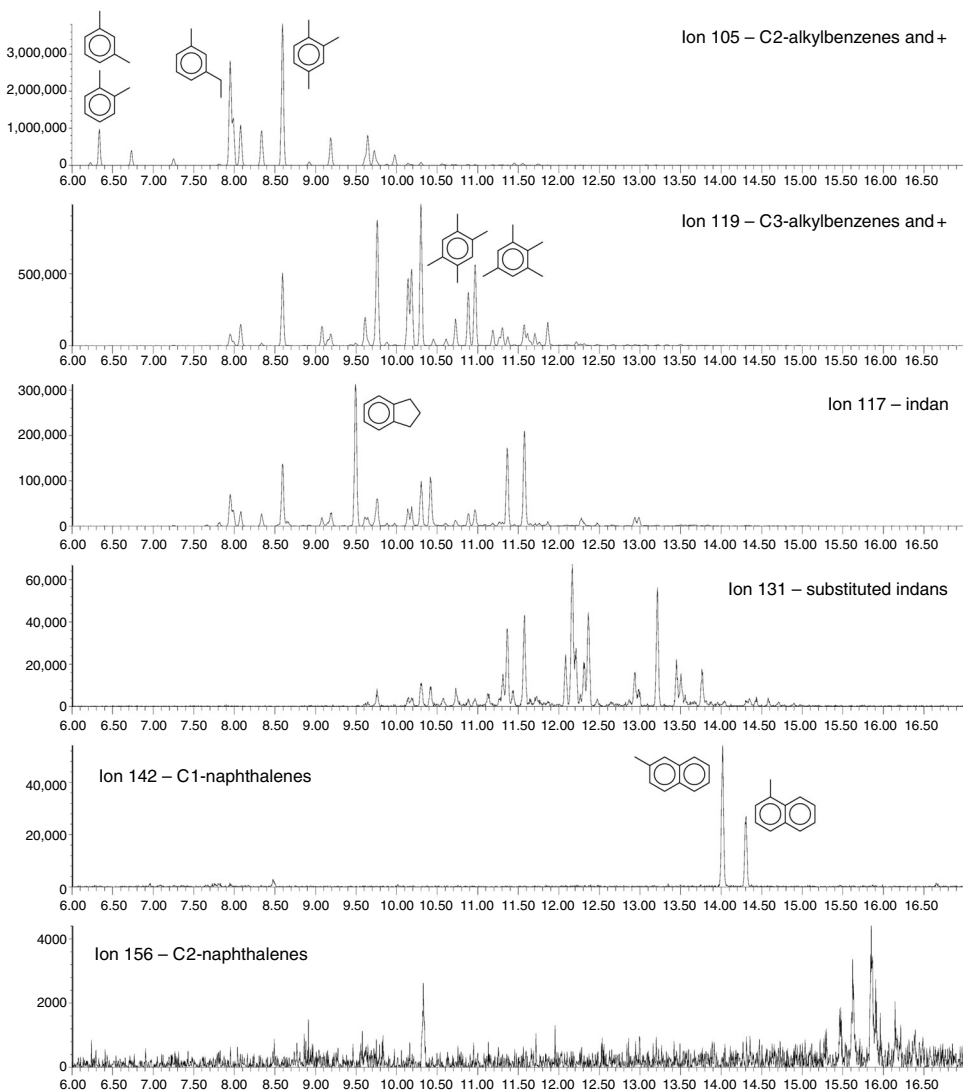 Ion 105 – C2-alkylbenzenes and +
3,000,000
2,000,000
1,000,000
0
6.00 6.50 7.00 7.50 8.00 8.50 9.00 9.50 10.00 10.50 11.00 11.50 12.00 12.50 13.00 13.50 14.00 14.50 15.00 15.50 16.00 16.50
Ion 119 – C3-alkylbenzenes and +
500,000
0
6.00 6.50 7.00 7.50 8.00 8.50 9.00 9.50 10.00 10.50 11.00 11.50 12.00 12.50 13.00 13.50 14.00 14.50 15.00 15.50 16.00 16.50
300,000
Ion 117 – indan
200,000
100,000
0
6.00 6.50 7.00 7.50 8.00 8.50 9.00 9.50 10.00 10.50 11.00 11.50 12.00 12.50 13.00 13.50 14.00 14.50 15.00 15.50 16.00 16.50
60,000
Ion 131 – substituted indans
40,000
20,000
0
6.00 6.50 7.00 7.50 8.00 8.50 9.00 9.50 10.00 10.50 11.00 11.50 12.00 12.50 13.00 13.50 14.00 14.50 15.00 15.50 16.00 16.50
Ion 142 – C1-naphthalenes
40,000
20,000
0
6.00 6.50 7.00 7.50 8.00 8.50 9.00 9.50 10.00 10.50 11.00 11.50 12.00 12.50 13.00 13.50 14.00 14.50 15.00 15.50 16.00 16.50
4000
Ion 156 – C2-naphthalenes
2000
0
6.00 6.50 7.00 7.50 8.00 8.50 9.00 9.50 10.00 10.50 11.00 11.50 12.00 12.50 13.00 13.50 14.00 14.50 15.00 15.50 16.00 16.50